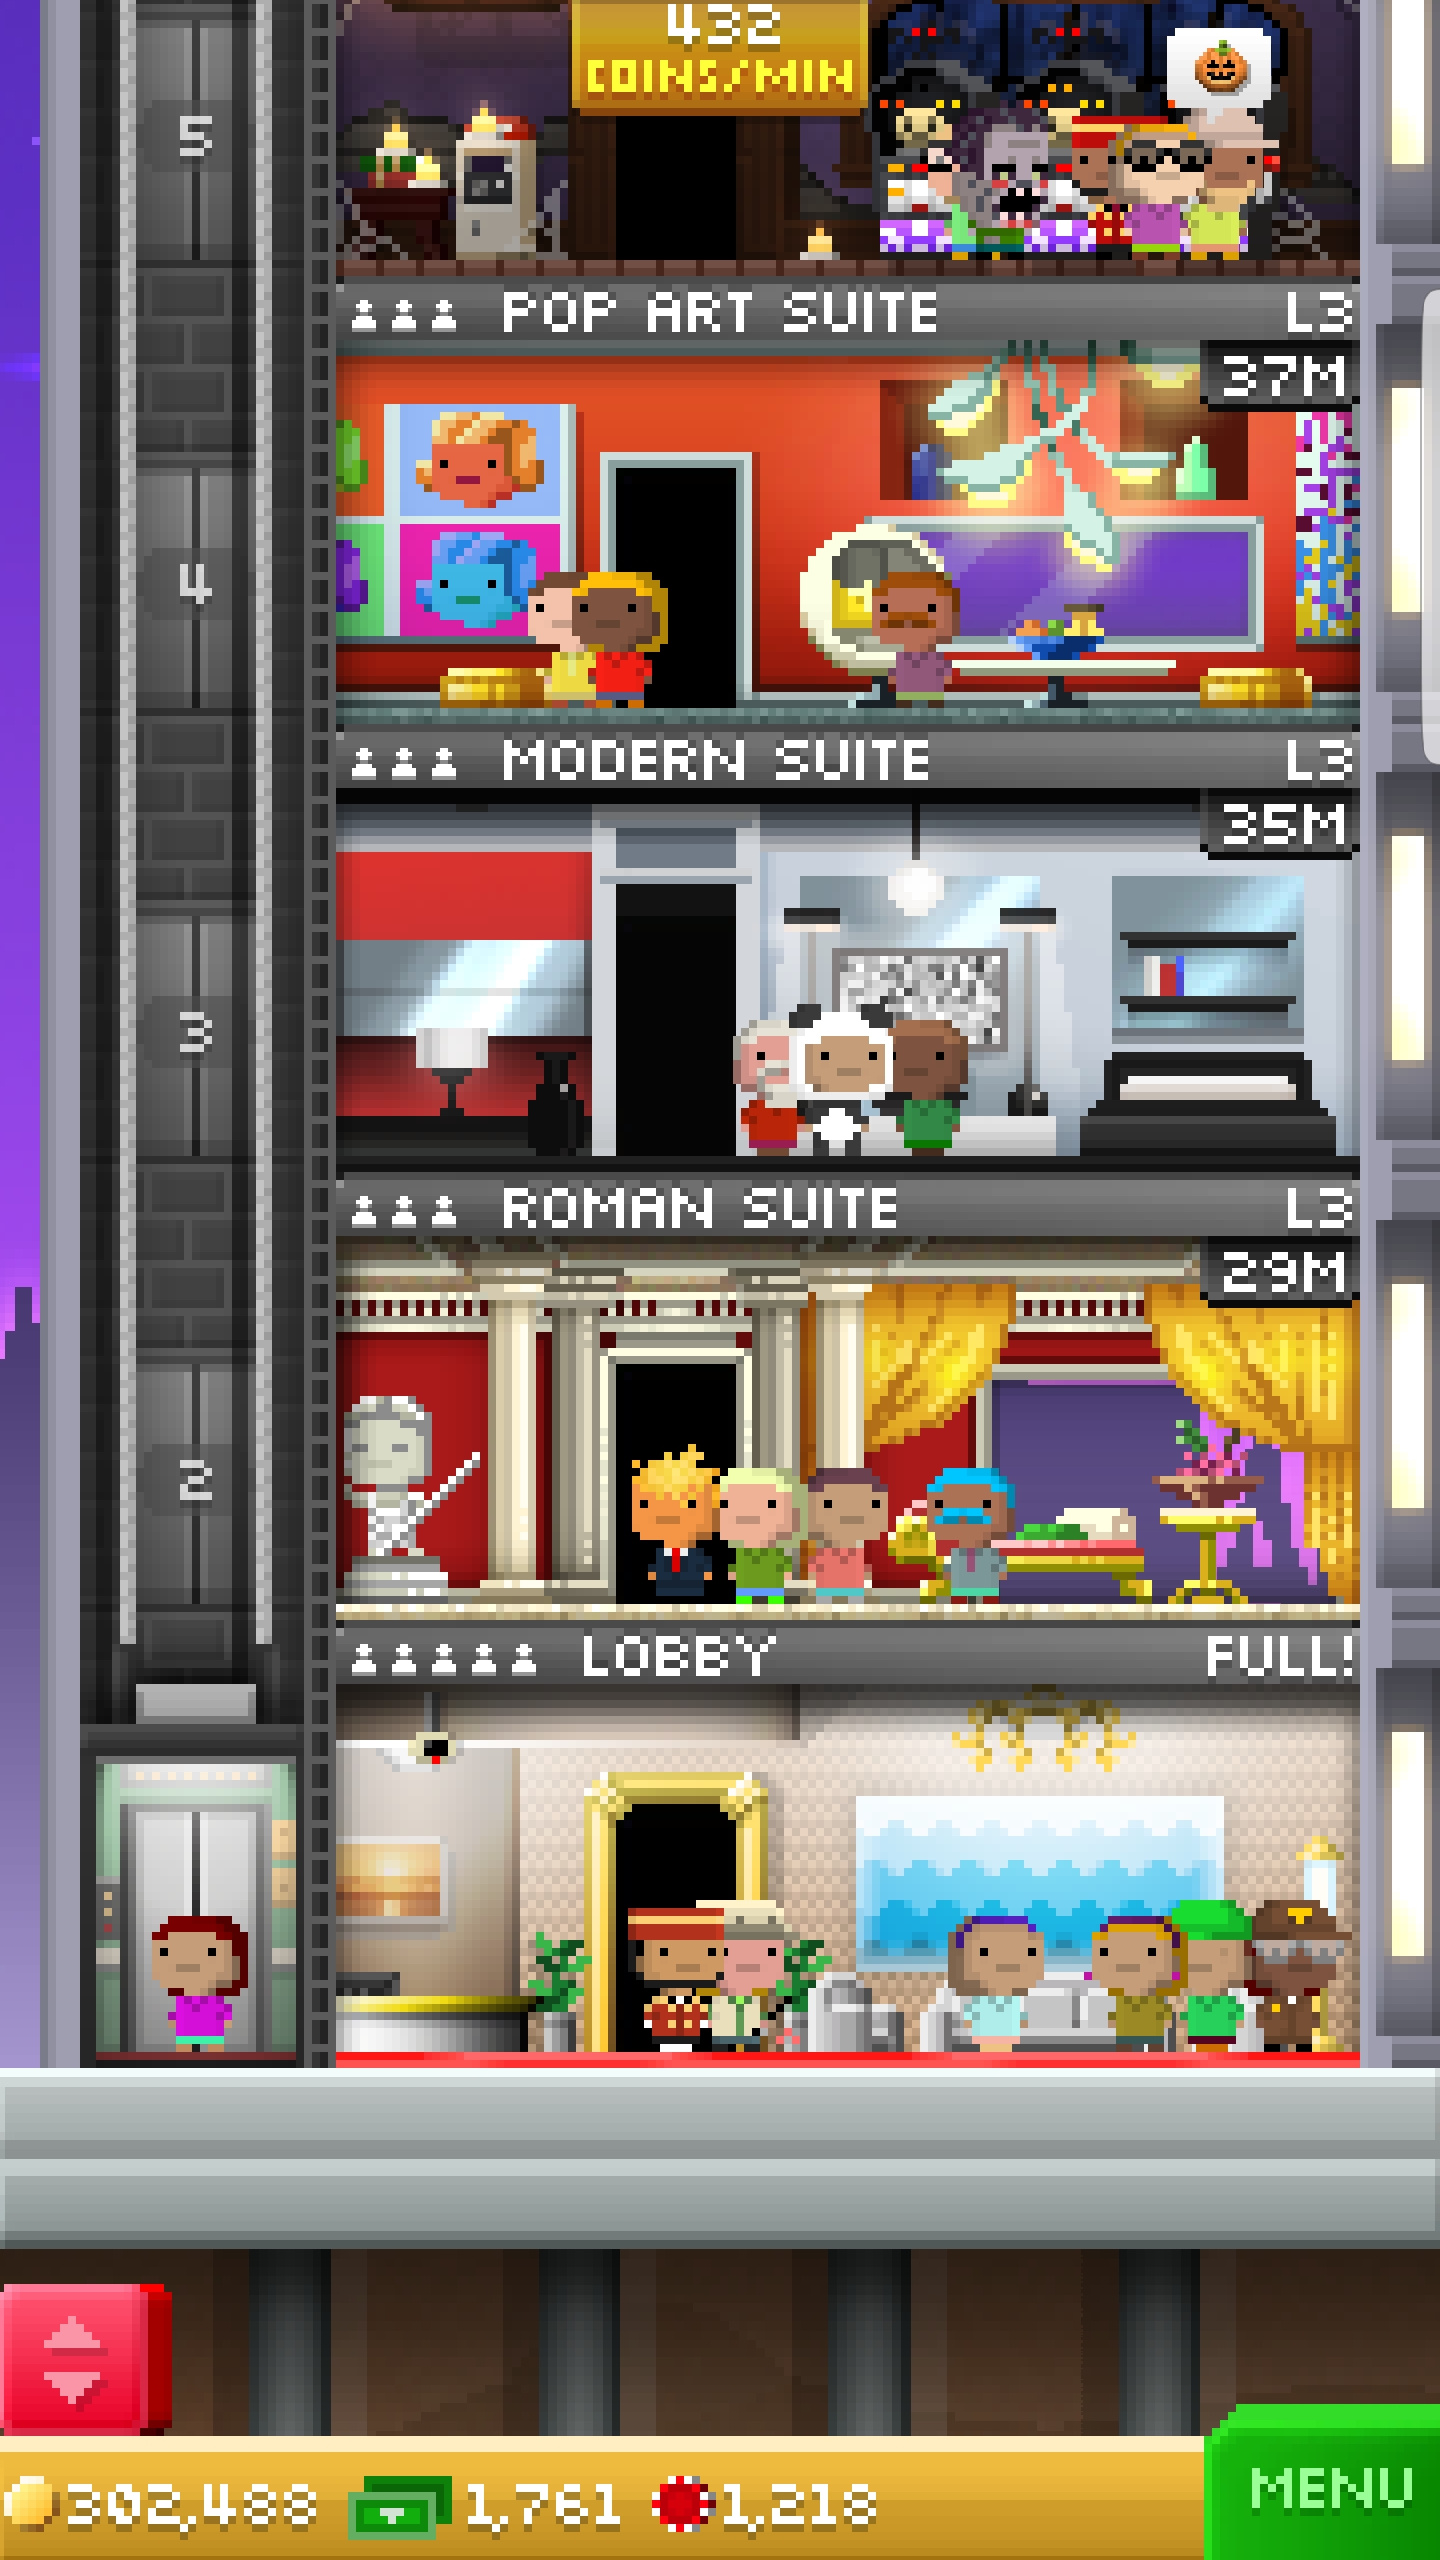 432
COINS/MIN
5
POP ART SUITE L3
37M
4
MODERN SUITE L3
35M
3
ROMAN SUITE L3
29M
2
LOBBY FULL!
302,488 1,761 1,218
MENU